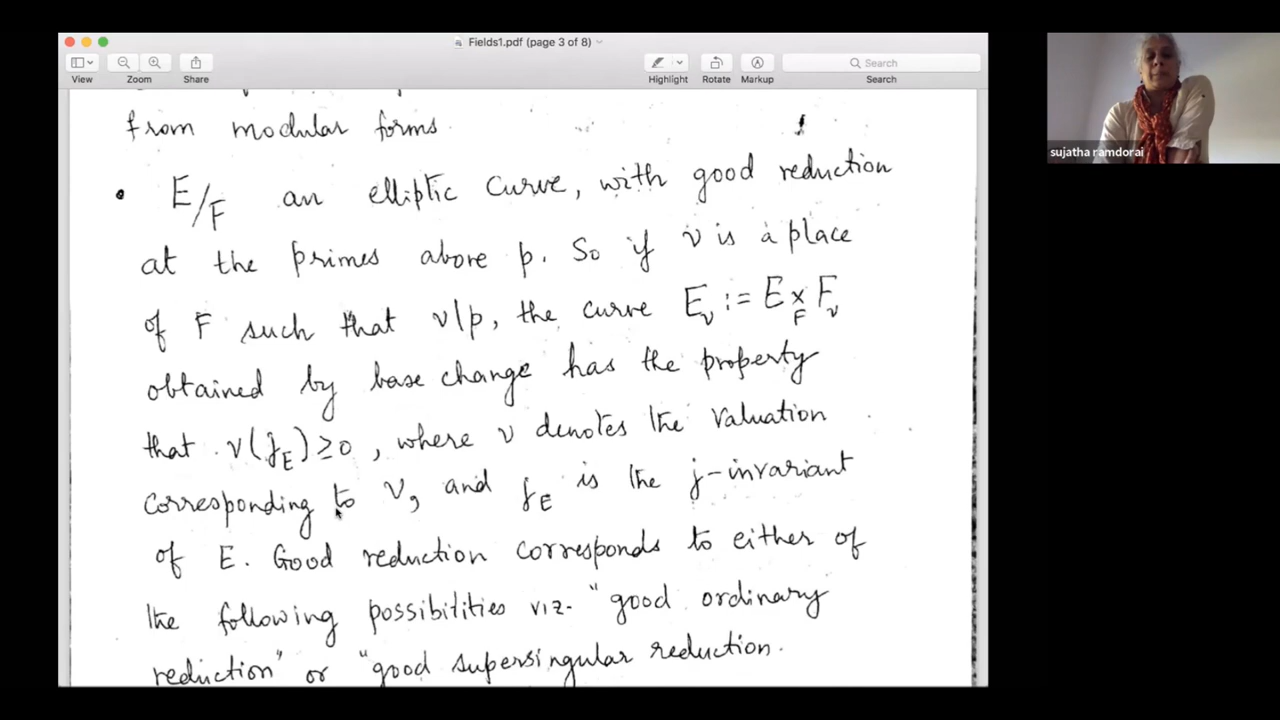 Fields1.pdf (page 3 of 8)
View
Zoom
Share
Highlight
Rotate
Markup
Search
Search
sujatha ramdorai
from modular forms.
• E/F an elliptic curve, with good reduction
at the primes above p. So if ν is a place
of F such that ν|p, the curve E_ν := E ×_F F_ν
obtained by base change has the property
that ν(j_E) ≥ 0, where ν denotes the valuation
corresponding to ν, and j_E is the j-invariant
of E. Good reduction corresponds to either of
the following possibilities viz. "good ordinary
reduction" or "good supersingular reduction.